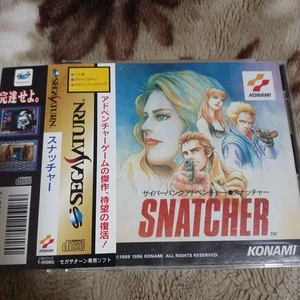 完遂せよ。
スナッチャー
T-9508G
SEGA SATURN
アドベンチャーゲームの傑作、待望の復活！
セガサターン専用ソフト
KONAMI
サイバーパンクアドベンチャー●スナッチャー
SNATCHER
TM
©1988 1996 KONAMI ALL RIGHTS RESERVED.
KONAMI